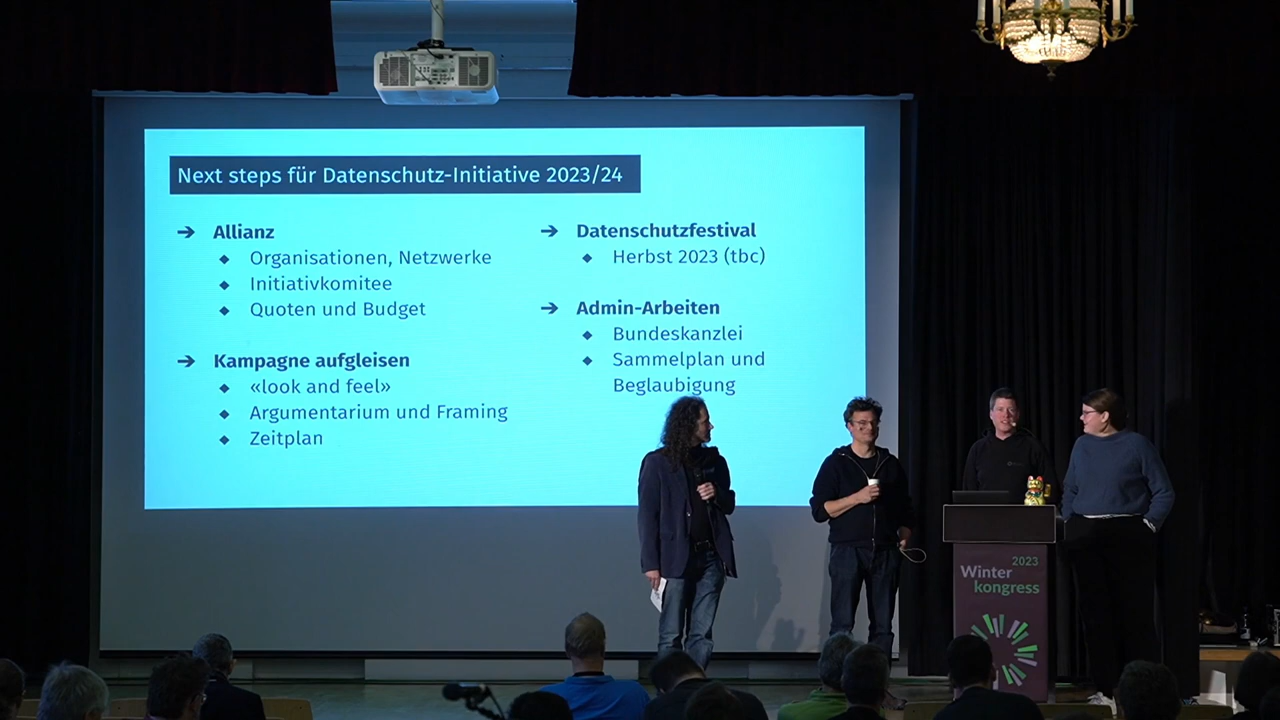 Next steps für Datenschutz-Initiative 2023/24
➔ Allianz
◆ Organisationen, Netzwerke
◆ Initiativkomitee
◆ Quoten und Budget
➔ Kampagne aufgleisen
◆ «look and feel»
◆ Argumentarium und Framing
◆ Zeitplan
➔ Datenschutzfestival
◆ Herbst 2023 (tbc)
➔ Admin-Arbeiten
◆ Bundeskanzlei
◆ Sammelplan und
Beglaubigung
2023
Winter
kongress